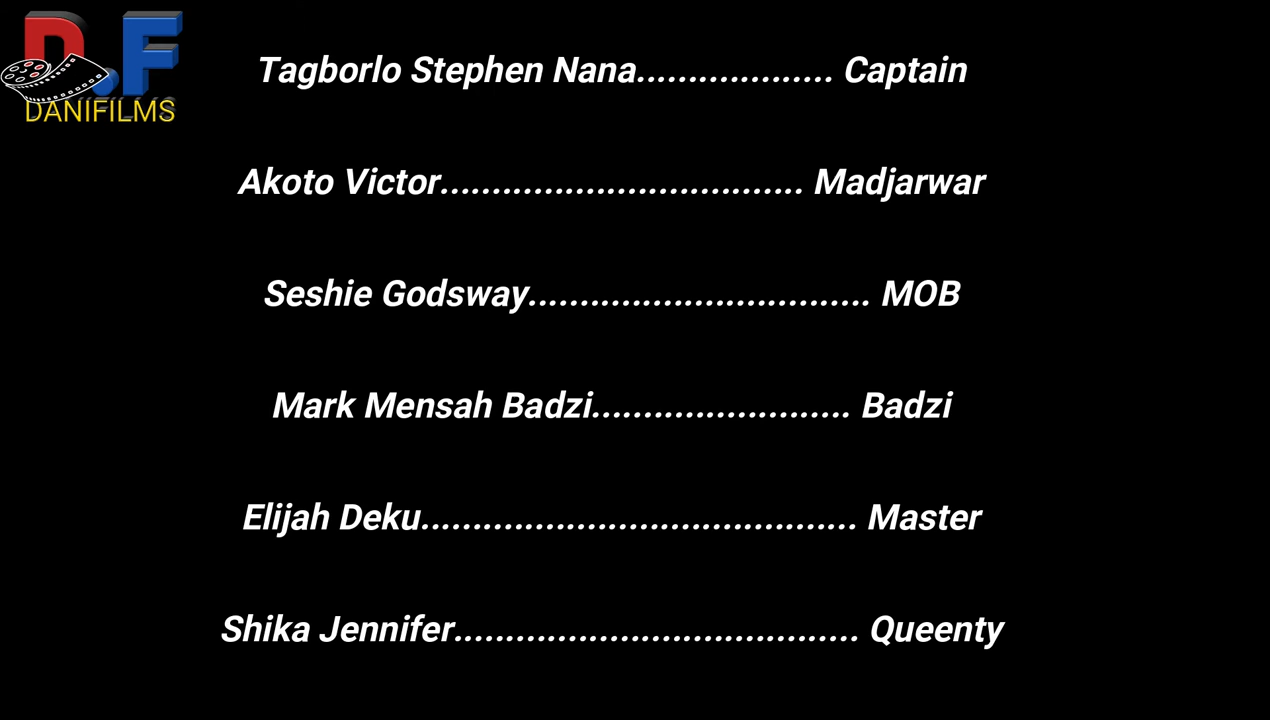 D.F
DANIFILMS
Tagborlo Stephen Nana................... Captain
Akoto Victor................................... Madjarwar
Seshie Godsway................................. MOB
Mark Mensah Badzi......................... Badzi
Elijah Deku.......................................... Master
Shika Jennifer....................................... Queenty